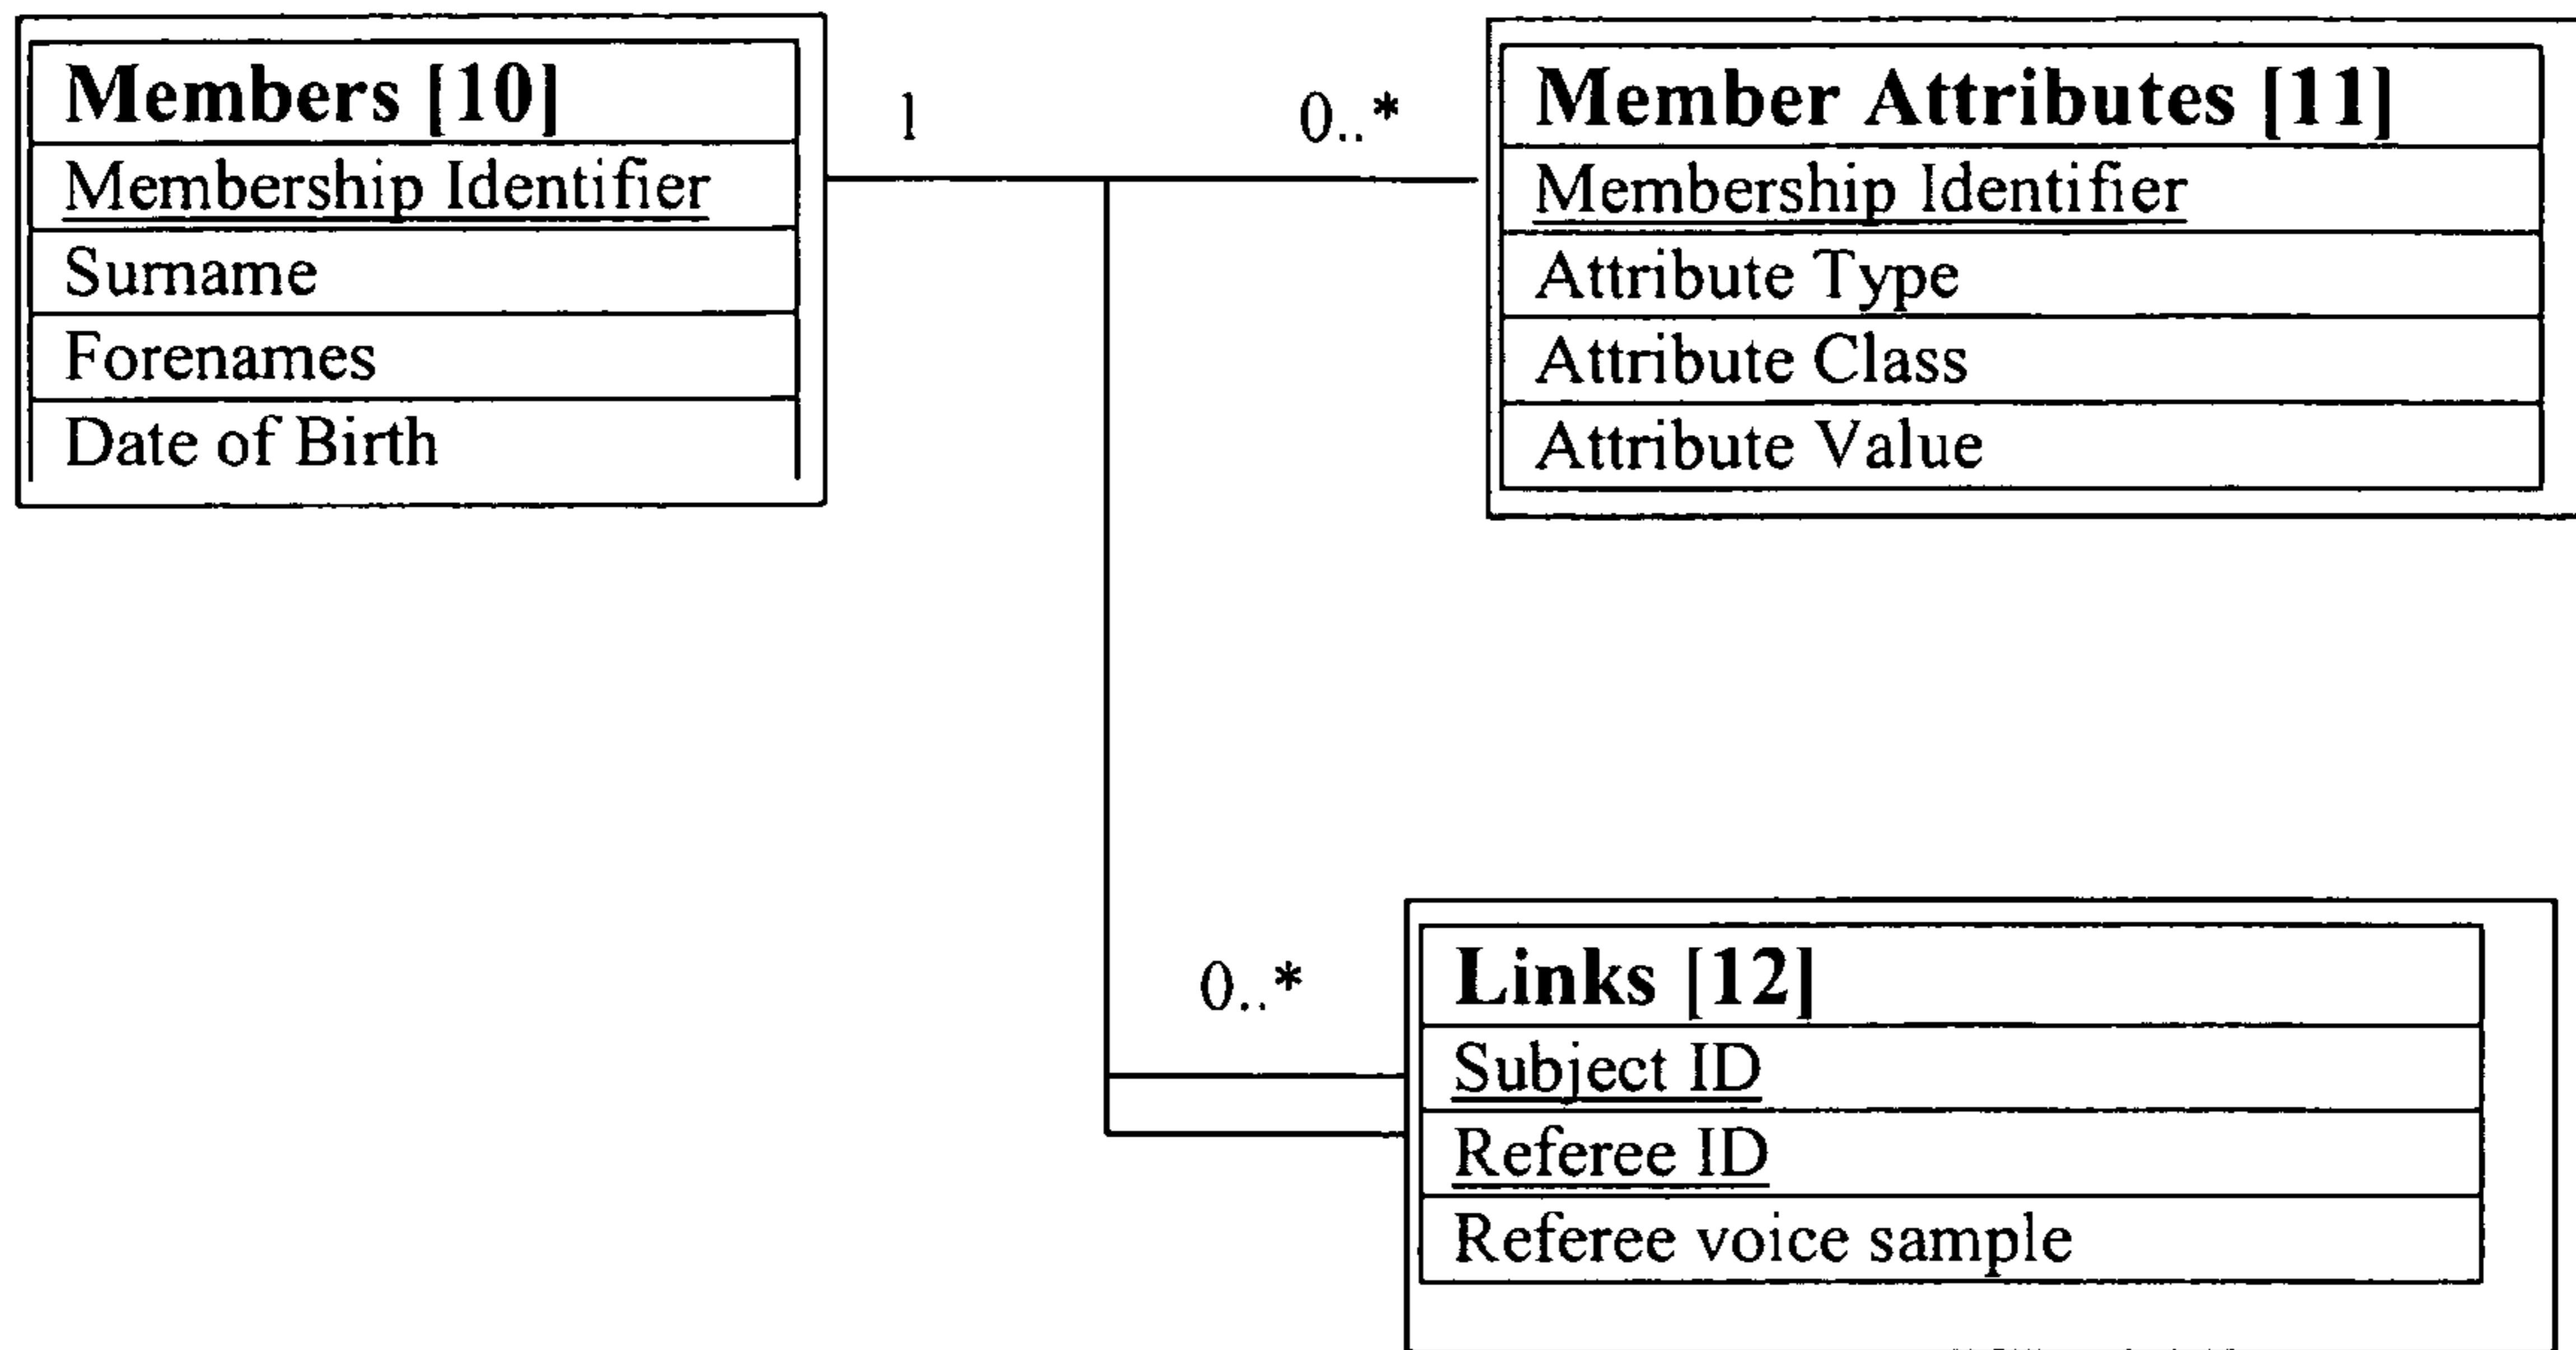 Members [10]
Membership Identifier
Surname
Forenames
Date of Birth
1
0..*
Member Attributes [11]
Membership Identifier
Attribute Type
Attribute Class
Attribute Value
0..*
Links [12]
Subject ID
Referee ID
Referee voice sample